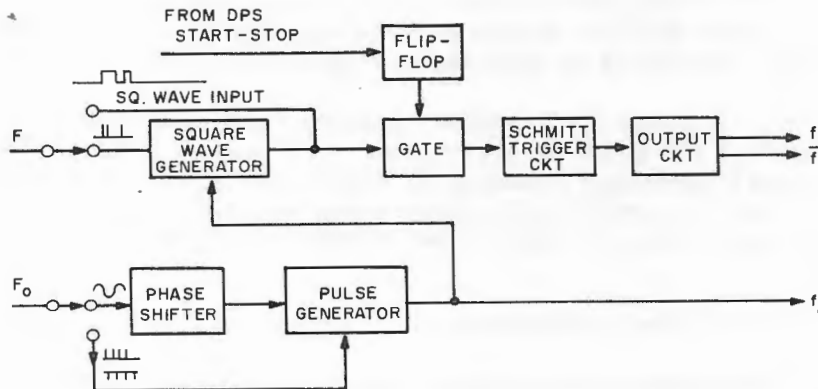 FROM DPS
START-STOP
FLIP-
FLOP
SQ. WAVE INPUT
F
SQUARE
WAVE
GENERATOR
GATE
SCHMITT
TRIGGER
CKT
OUTPUT
CKT
f
f
F₀
PHASE
SHIFTER
PULSE
GENERATOR